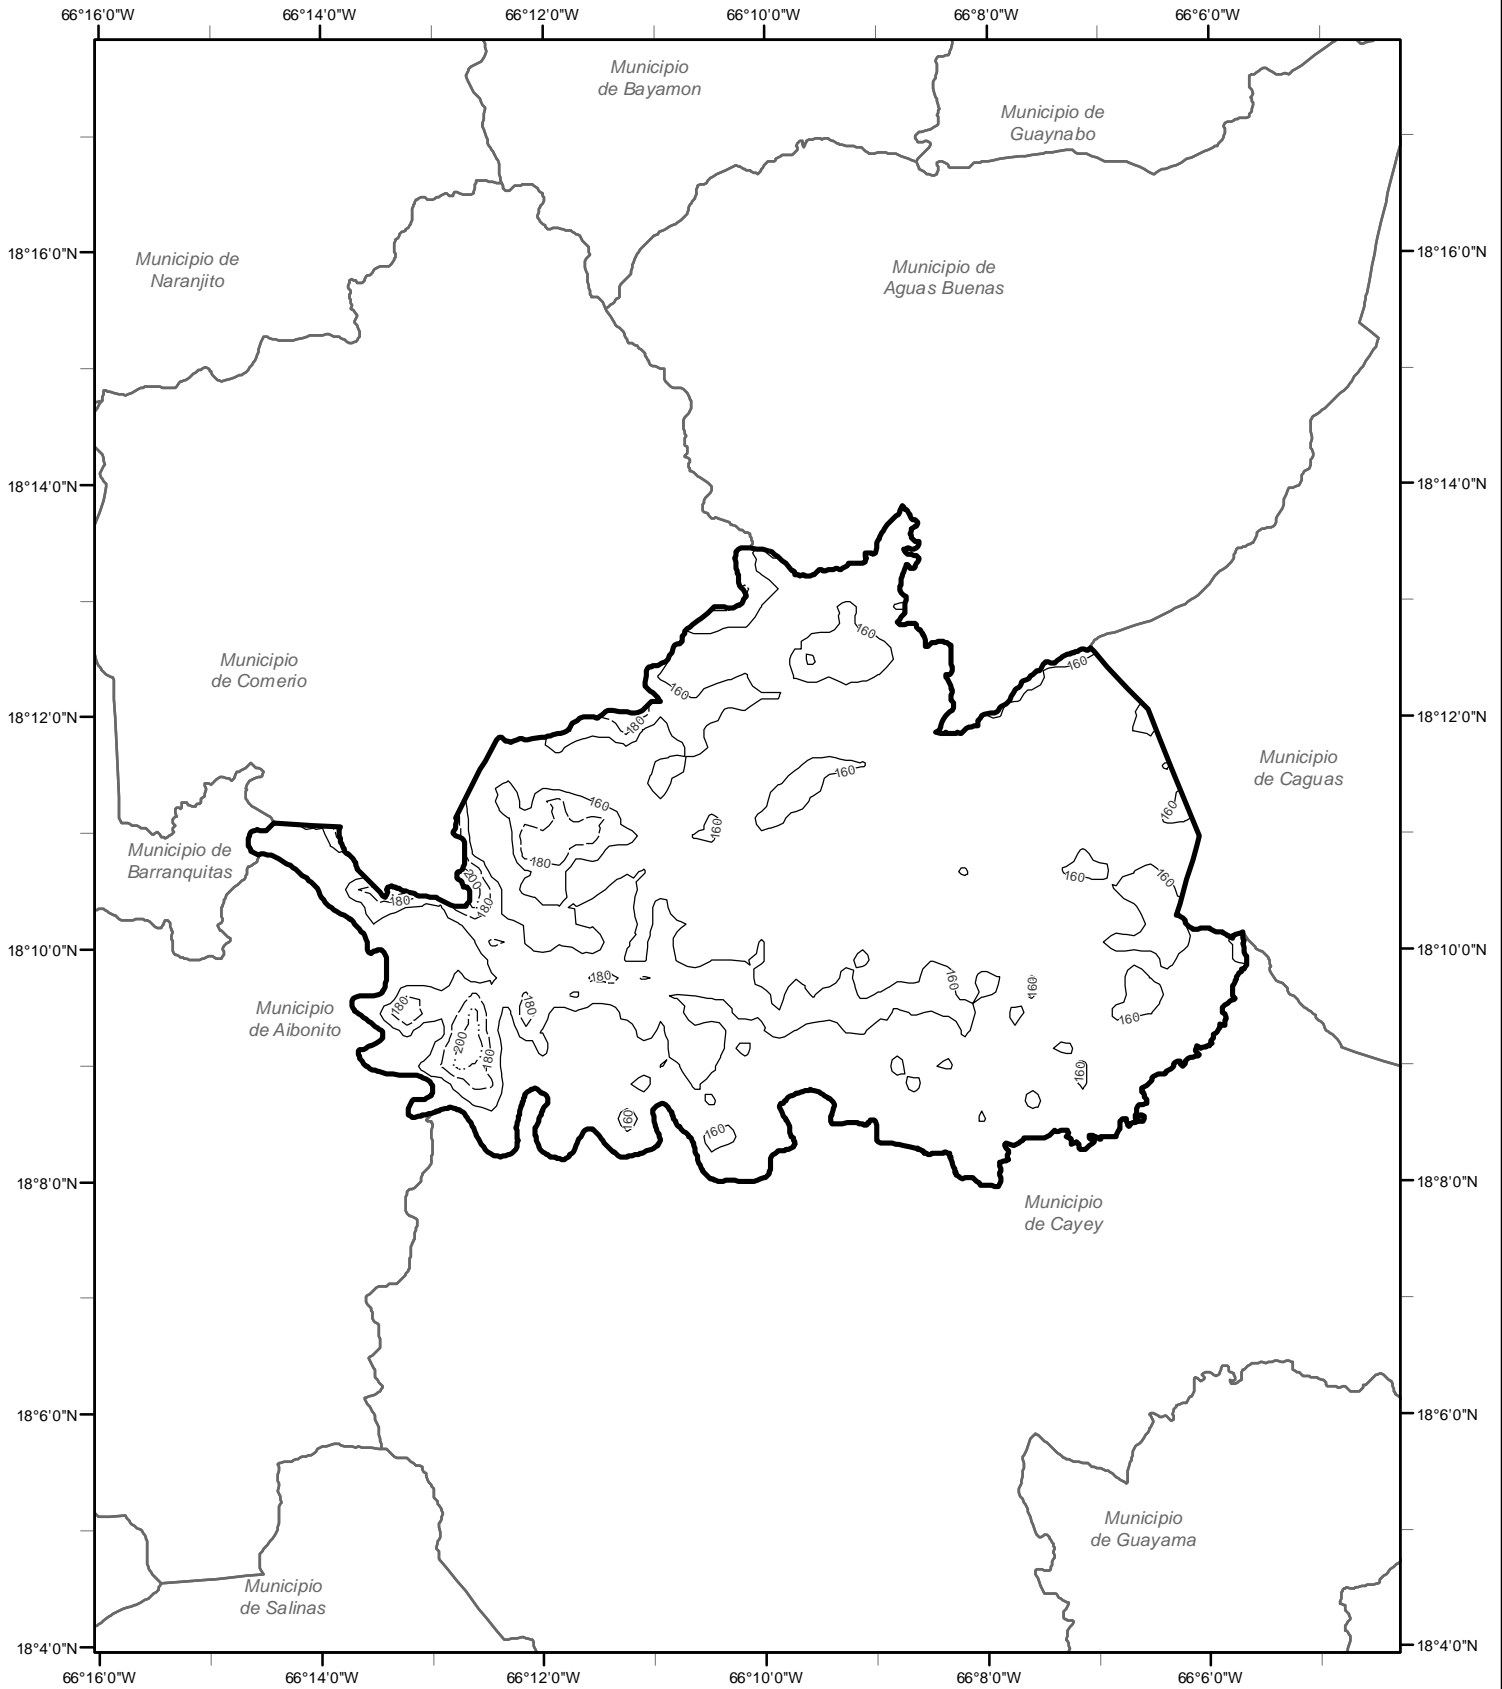 66°16'0"W 66°14'0"W 66°12'0"W 66°10'0"W 66°8'0"W 66°6'0"W
Municipio
de Bayamon
Municipio de
Guaynabo
18°16'0"N
Municipio de
Naranjito
Municipio de
Aguas Buenas
18°16'0"N
18°14'0"N
18°14'0"N
160
160
Municipio
de Comerio
160
18°12'0"N
180
18°12'0"N
Municipio
de Caguas
160
160
160
160
Municipio de
Barranquitas
180
160
160
200
180
180
18°10'0"N
18°10'0"N
180
160
160
Municipio
de Aibonito
180
180
160
200
180
160
160
160
18°8'0"N
18°8'0"N
Municipio
de Cayey
18°6'0"N
18°6'0"N
Municipio
de Guayama
Municipio
de Salinas
18°4'0"N
18°4'0"N
66°16'0"W 66°14'0"W 66°12'0"W 66°10'0"W 66°8'0"W 66°6'0"W